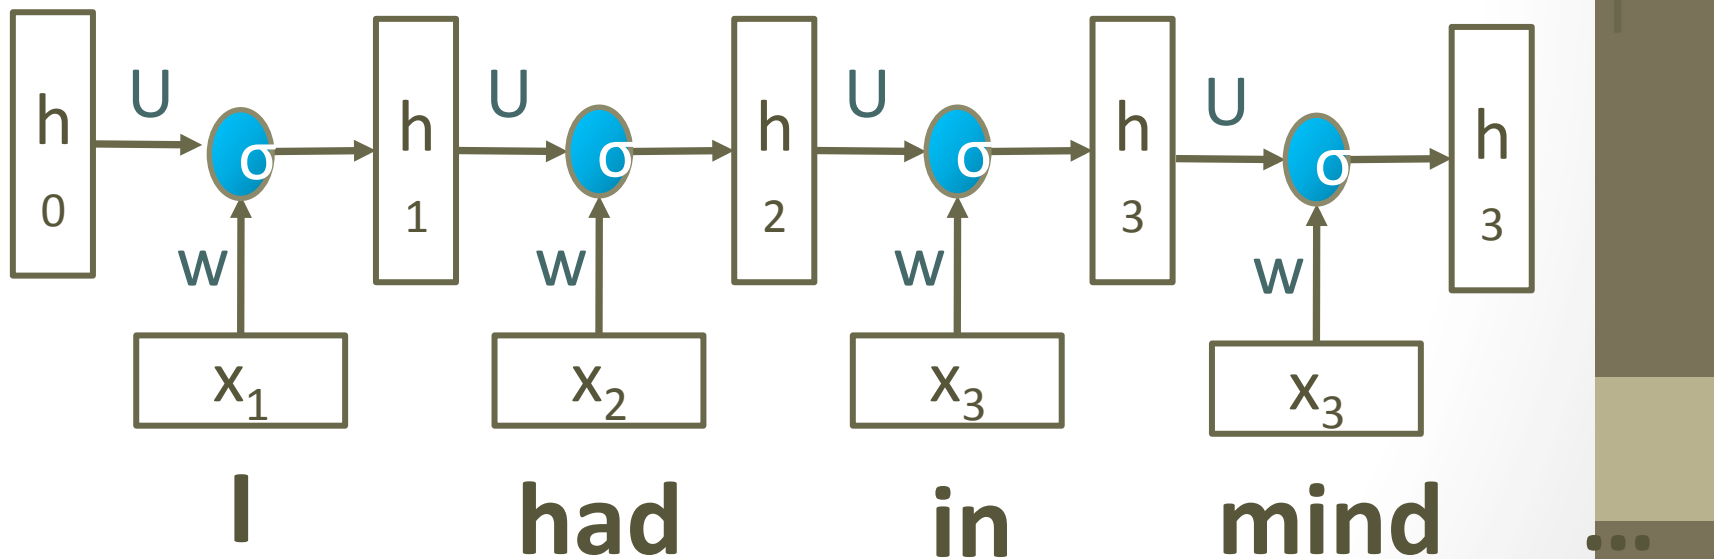 h U h U h U h U h
σ σ σ σ
0 1 2 3 3
w w w w
x₁ x₂ x₃ x₃
I had in mind ...